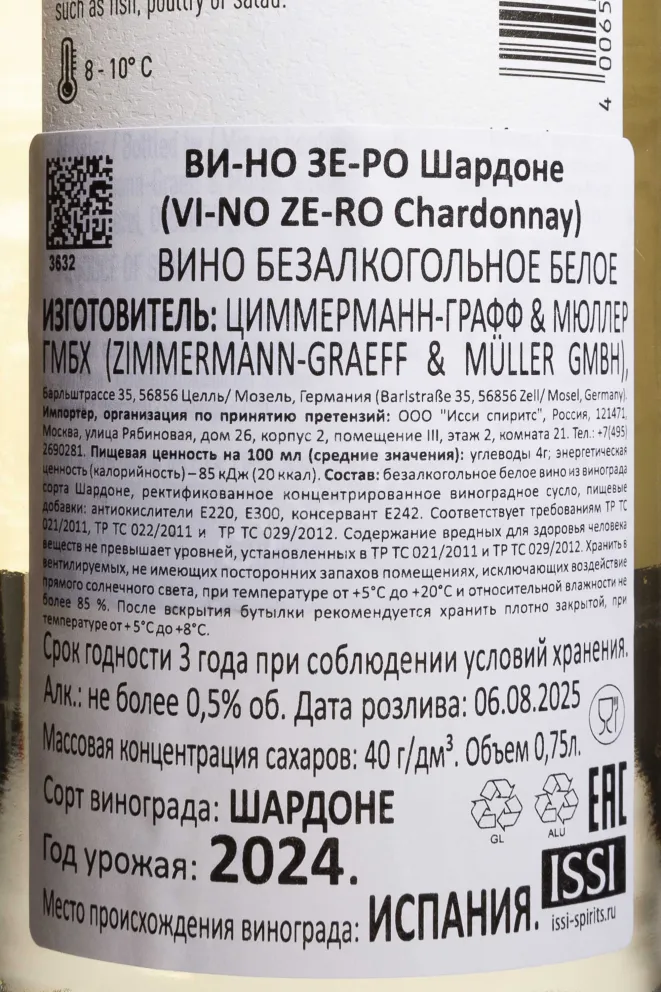 such as fish, poultry or salad.
8 - 10° C
4 0065
3632
ВИ-НО ЗЕ-РО Шардоне
(VI-NO ZE-RO Chardonnay)
ВИНО БЕЗАЛКОГОЛЬНОЕ БЕЛОЕ
ИЗГОТОВИТЕЛЬ: ЦИММЕРМАНН-ГРАФФ & МЮЛЛЕР
ГМБХ (ZIMMERMANN-GRAEFF & MÜLLER GMBH),
Барльштрассе 35, 56856 Целль/ Мозель, Германия (Barlstraße 35, 56856 Zell/ Mosel, Germany).
Импортер, организация по принятию претензий: ООО "Исси спиритс", Россия, 121471,
Москва, улица Рябиновая, дом 26, корпус 2, помещение III, этаж 2, комната 21. Тел.: +7(495)
2690281. Пищевая ценность на 100 мл (средние значения): углеводы 4г; энергетическая
ценность (калорийность) – 85 кДж (20 ккал). Состав: безалкогольное белое вино из винограда
сорта Шардоне, ректификованное концентрированное виноградное сусло, пищевые
добавки: антиокислители Е220, Е300, консервант Е242. Соответствует требованиям ТР ТС
021/2011, ТР ТС 022/2011 и ТР ТС 029/2012. Содержание вредных для здоровья человека
веществ не превышает уровней, установленных в ТР ТС 021/2011 и ТР ТС 029/2012. Хранить в
вентилируемых, не имеющих посторонних запахов помещениях, исключающих воздействие
прямого солнечного света, при температуре от +5°С до +20°С и относительной влажности не
более 85 %. После вскрытия бутылки рекомендуется хранить плотно закрытой, при
температуре от + 5°С до +8°С.
Срок годности 3 года при соблюдении условий хранения.
Алк.: не более 0,5% об. Дата розлива: 06.08.2025
Массовая концентрация сахаров: 40 г/дм³. Объем 0,75л.
Сорт винограда: ШАРДОНЕ
GL
ALU
EAC
Год урожая: 2024.
ISSI
Место происхождения винограда: ИСПАНИЯ.
issi-spirits.ru